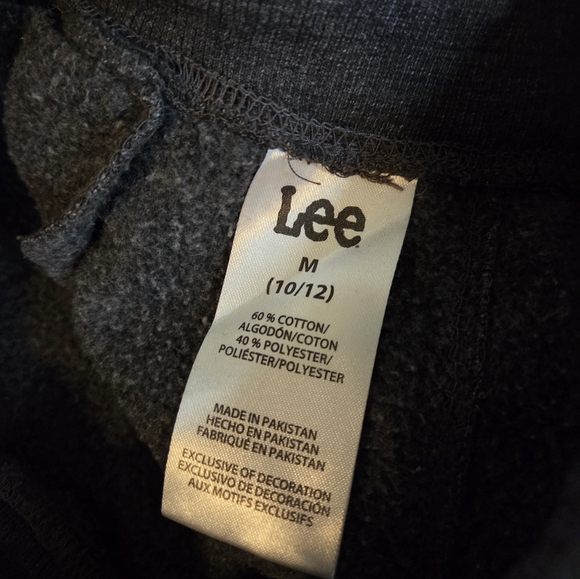 Lee
M
(10/12)
60 % COTTON/
ALGODÓN/COTON
40 % POLYESTER/
POLIÉSTER/POLYESTER
MADE IN PAKISTAN
HECHO EN PAKISTAN
FABRIQUÉ EN PAKISTAN
EXCLUSIVE OF DECORATION
EXCLUSIVO DE DECORACIÓN
AUX MOTIFS EXCLUSIFS